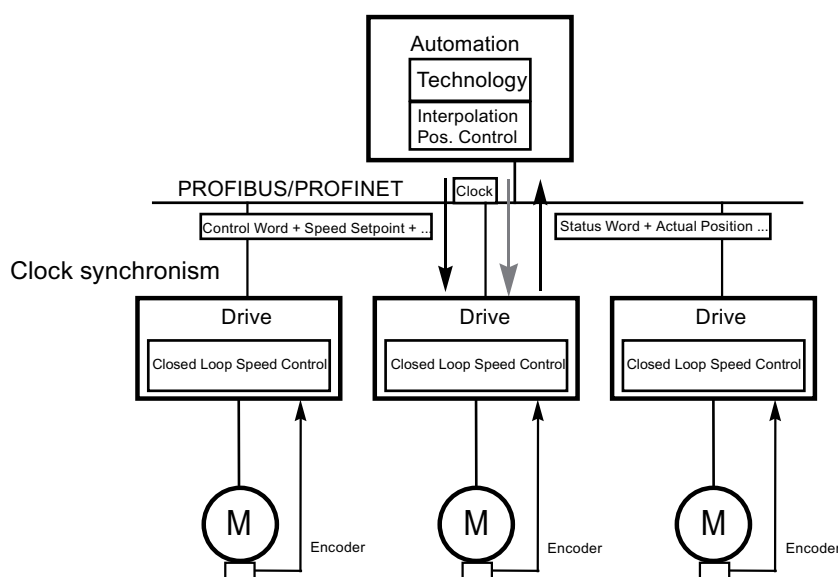 Automation
Technology
Interpolation
Pos. Control
PROFIBUS/PROFINET
Clock
Control Word + Speed Setpoint + ...
Status Word + Actual Position ...
Clock synchronism
Drive
Closed Loop Speed Control
Drive
Closed Loop Speed Control
Drive
Closed Loop Speed Control
M
Encoder
M
Encoder
M
Encoder